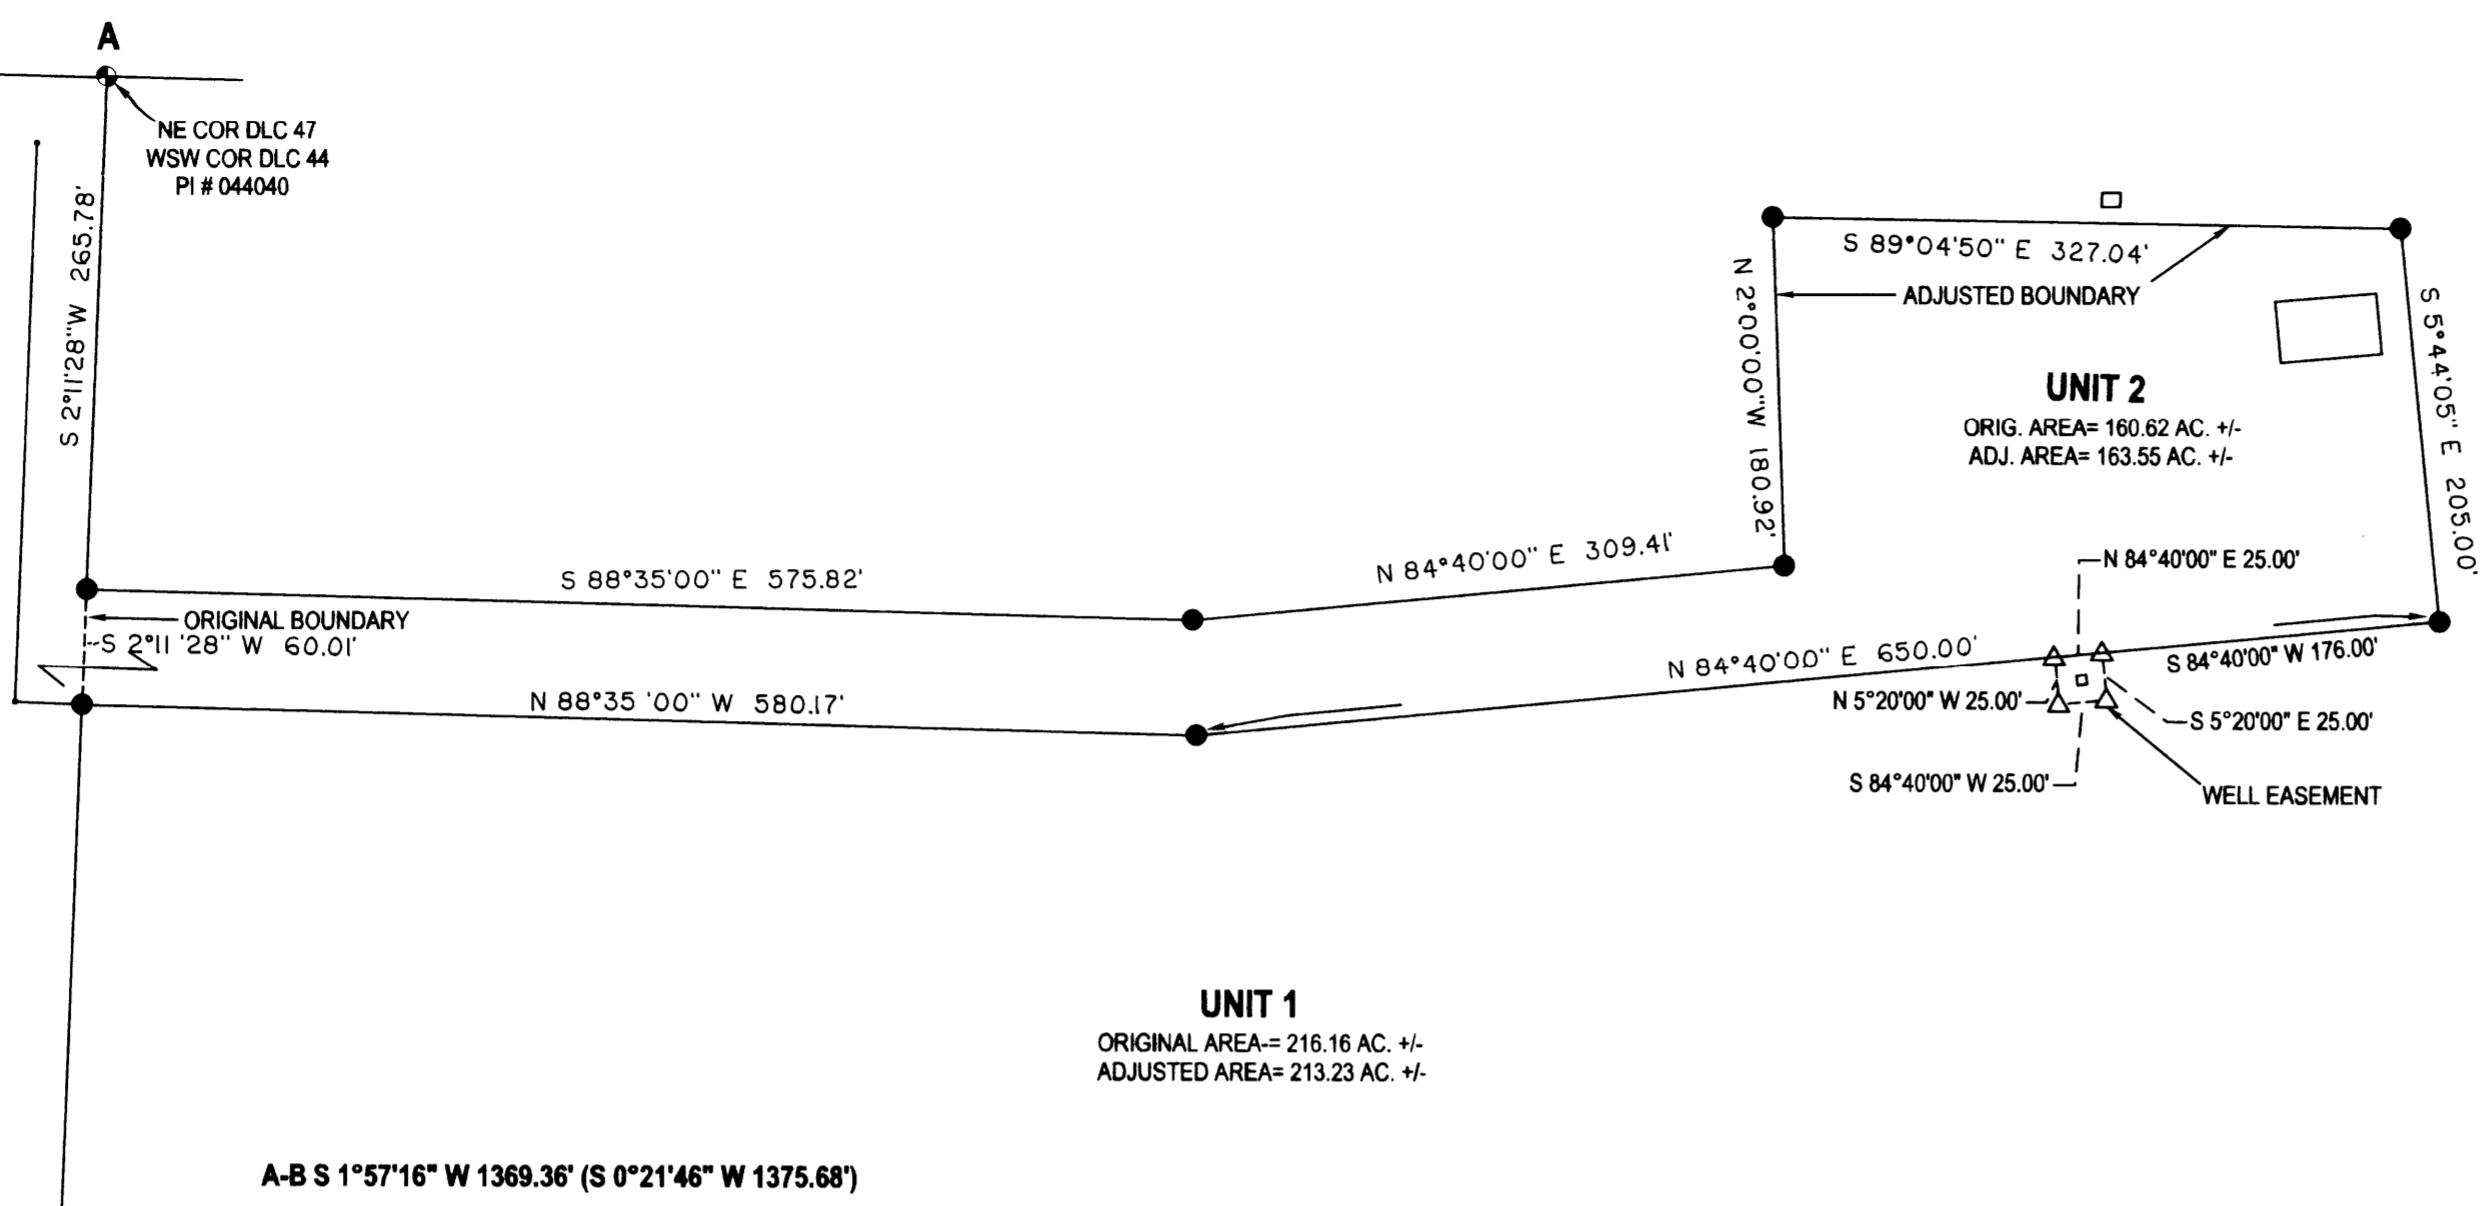 A
NE COR DLC 47
WSW COR DLC 44
PI # 044040
S 2°11'28"W 265.78'
S 89°04'50" E 327.04'
ADJUSTED BOUNDARY
N 2°00'00"W 180.92'
S 5°44'05" E 205.00'
UNIT 2
ORIG. AREA= 160.62 AC. +/-
ADJ. AREA= 163.55 AC. +/-
S 88°35'00" E 575.82'
N 84°40'00" E 309.41'
N 84°40'00" E 25.00'
ORIGINAL BOUNDARY
S 2°11 '28" W 60.01'
N 84°40'00" E 650.00'
S 84°40'00" W 176.00'
N 88°35 '00" W 580.17'
N 5°20'00" W 25.00'
S 5°20'00" E 25.00'
S 84°40'00" W 25.00'
WELL EASEMENT
UNIT 1
ORIGINAL AREA-= 216.16 AC. +/-
ADJUSTED AREA= 213.23 AC. +/-
A-B S 1°57'16" W 1369.36' (S 0°21'46" W 1375.68')